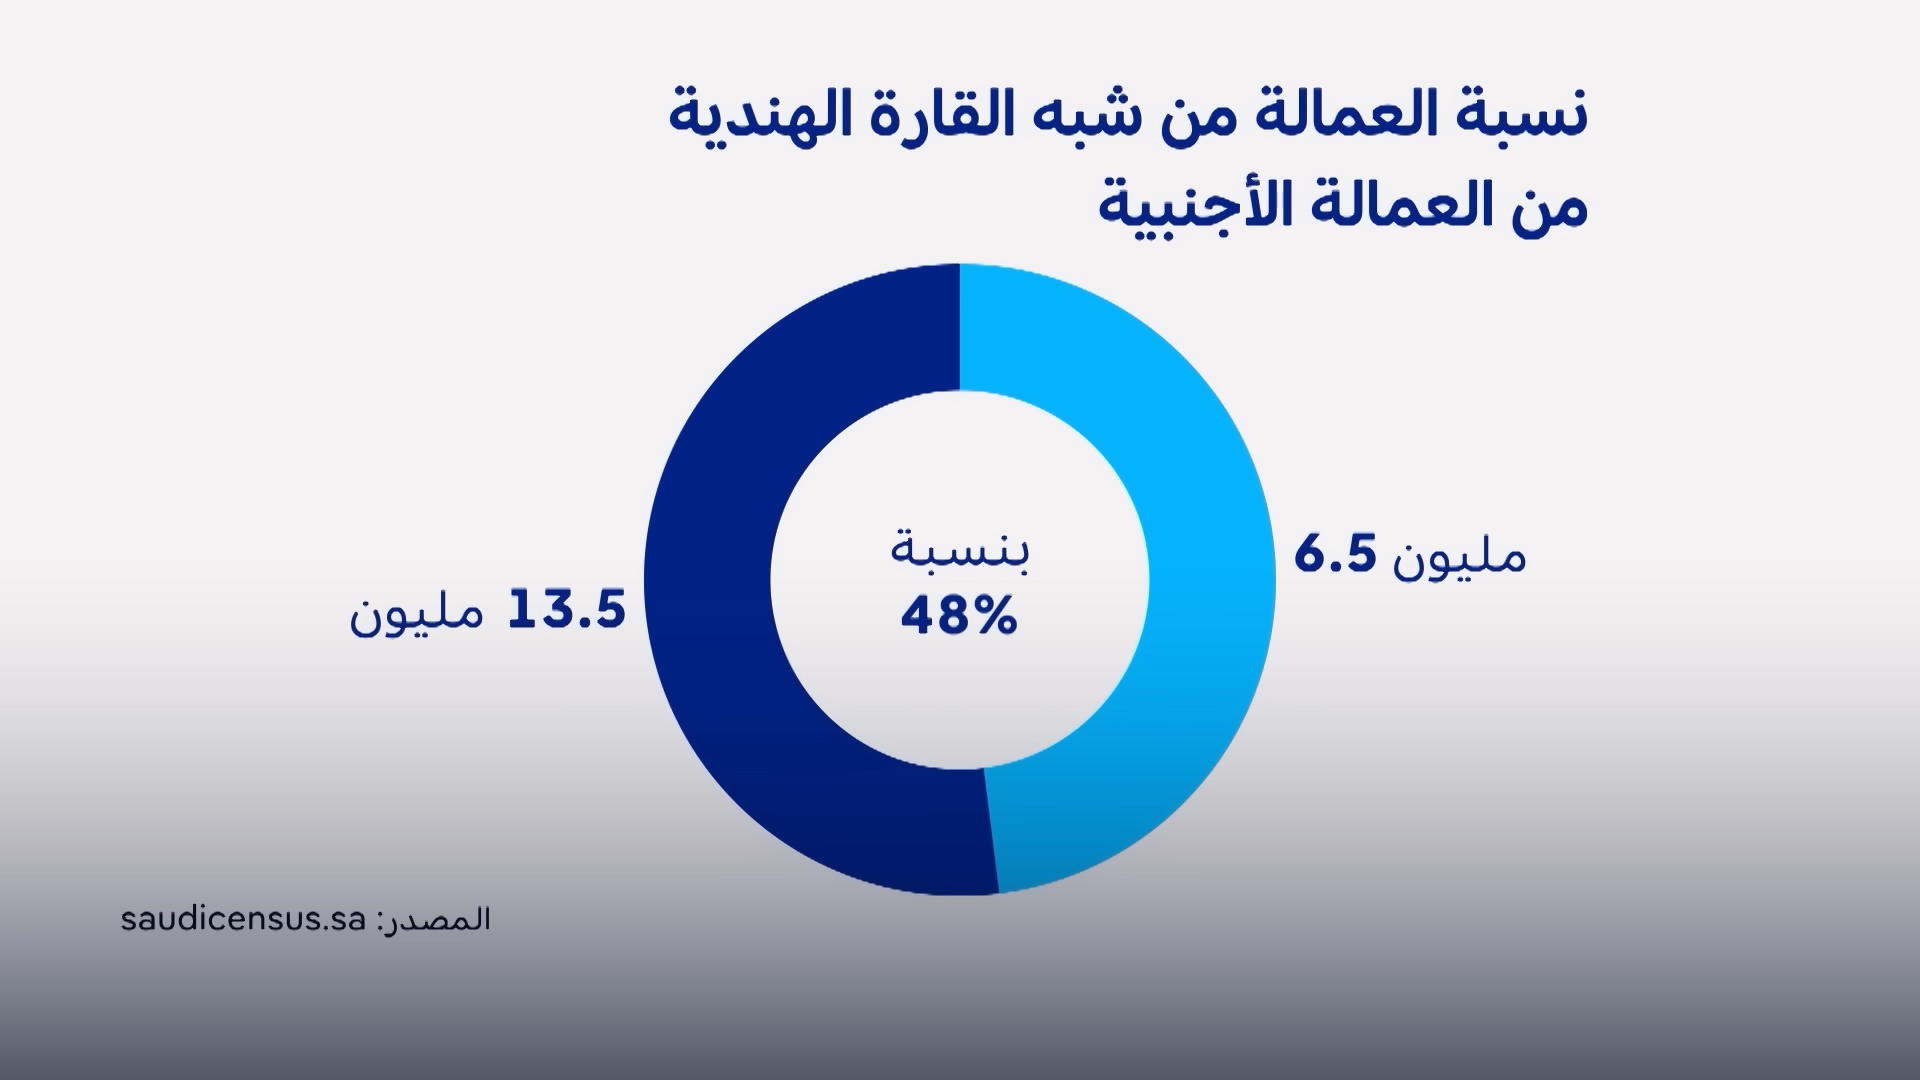 نسبة العمالة من شبه القارة الهندية
من العمالة الأجنبية
مليون 6.5
بنسبة
48%
13.5 مليون
المصدر: saudicensus.sa